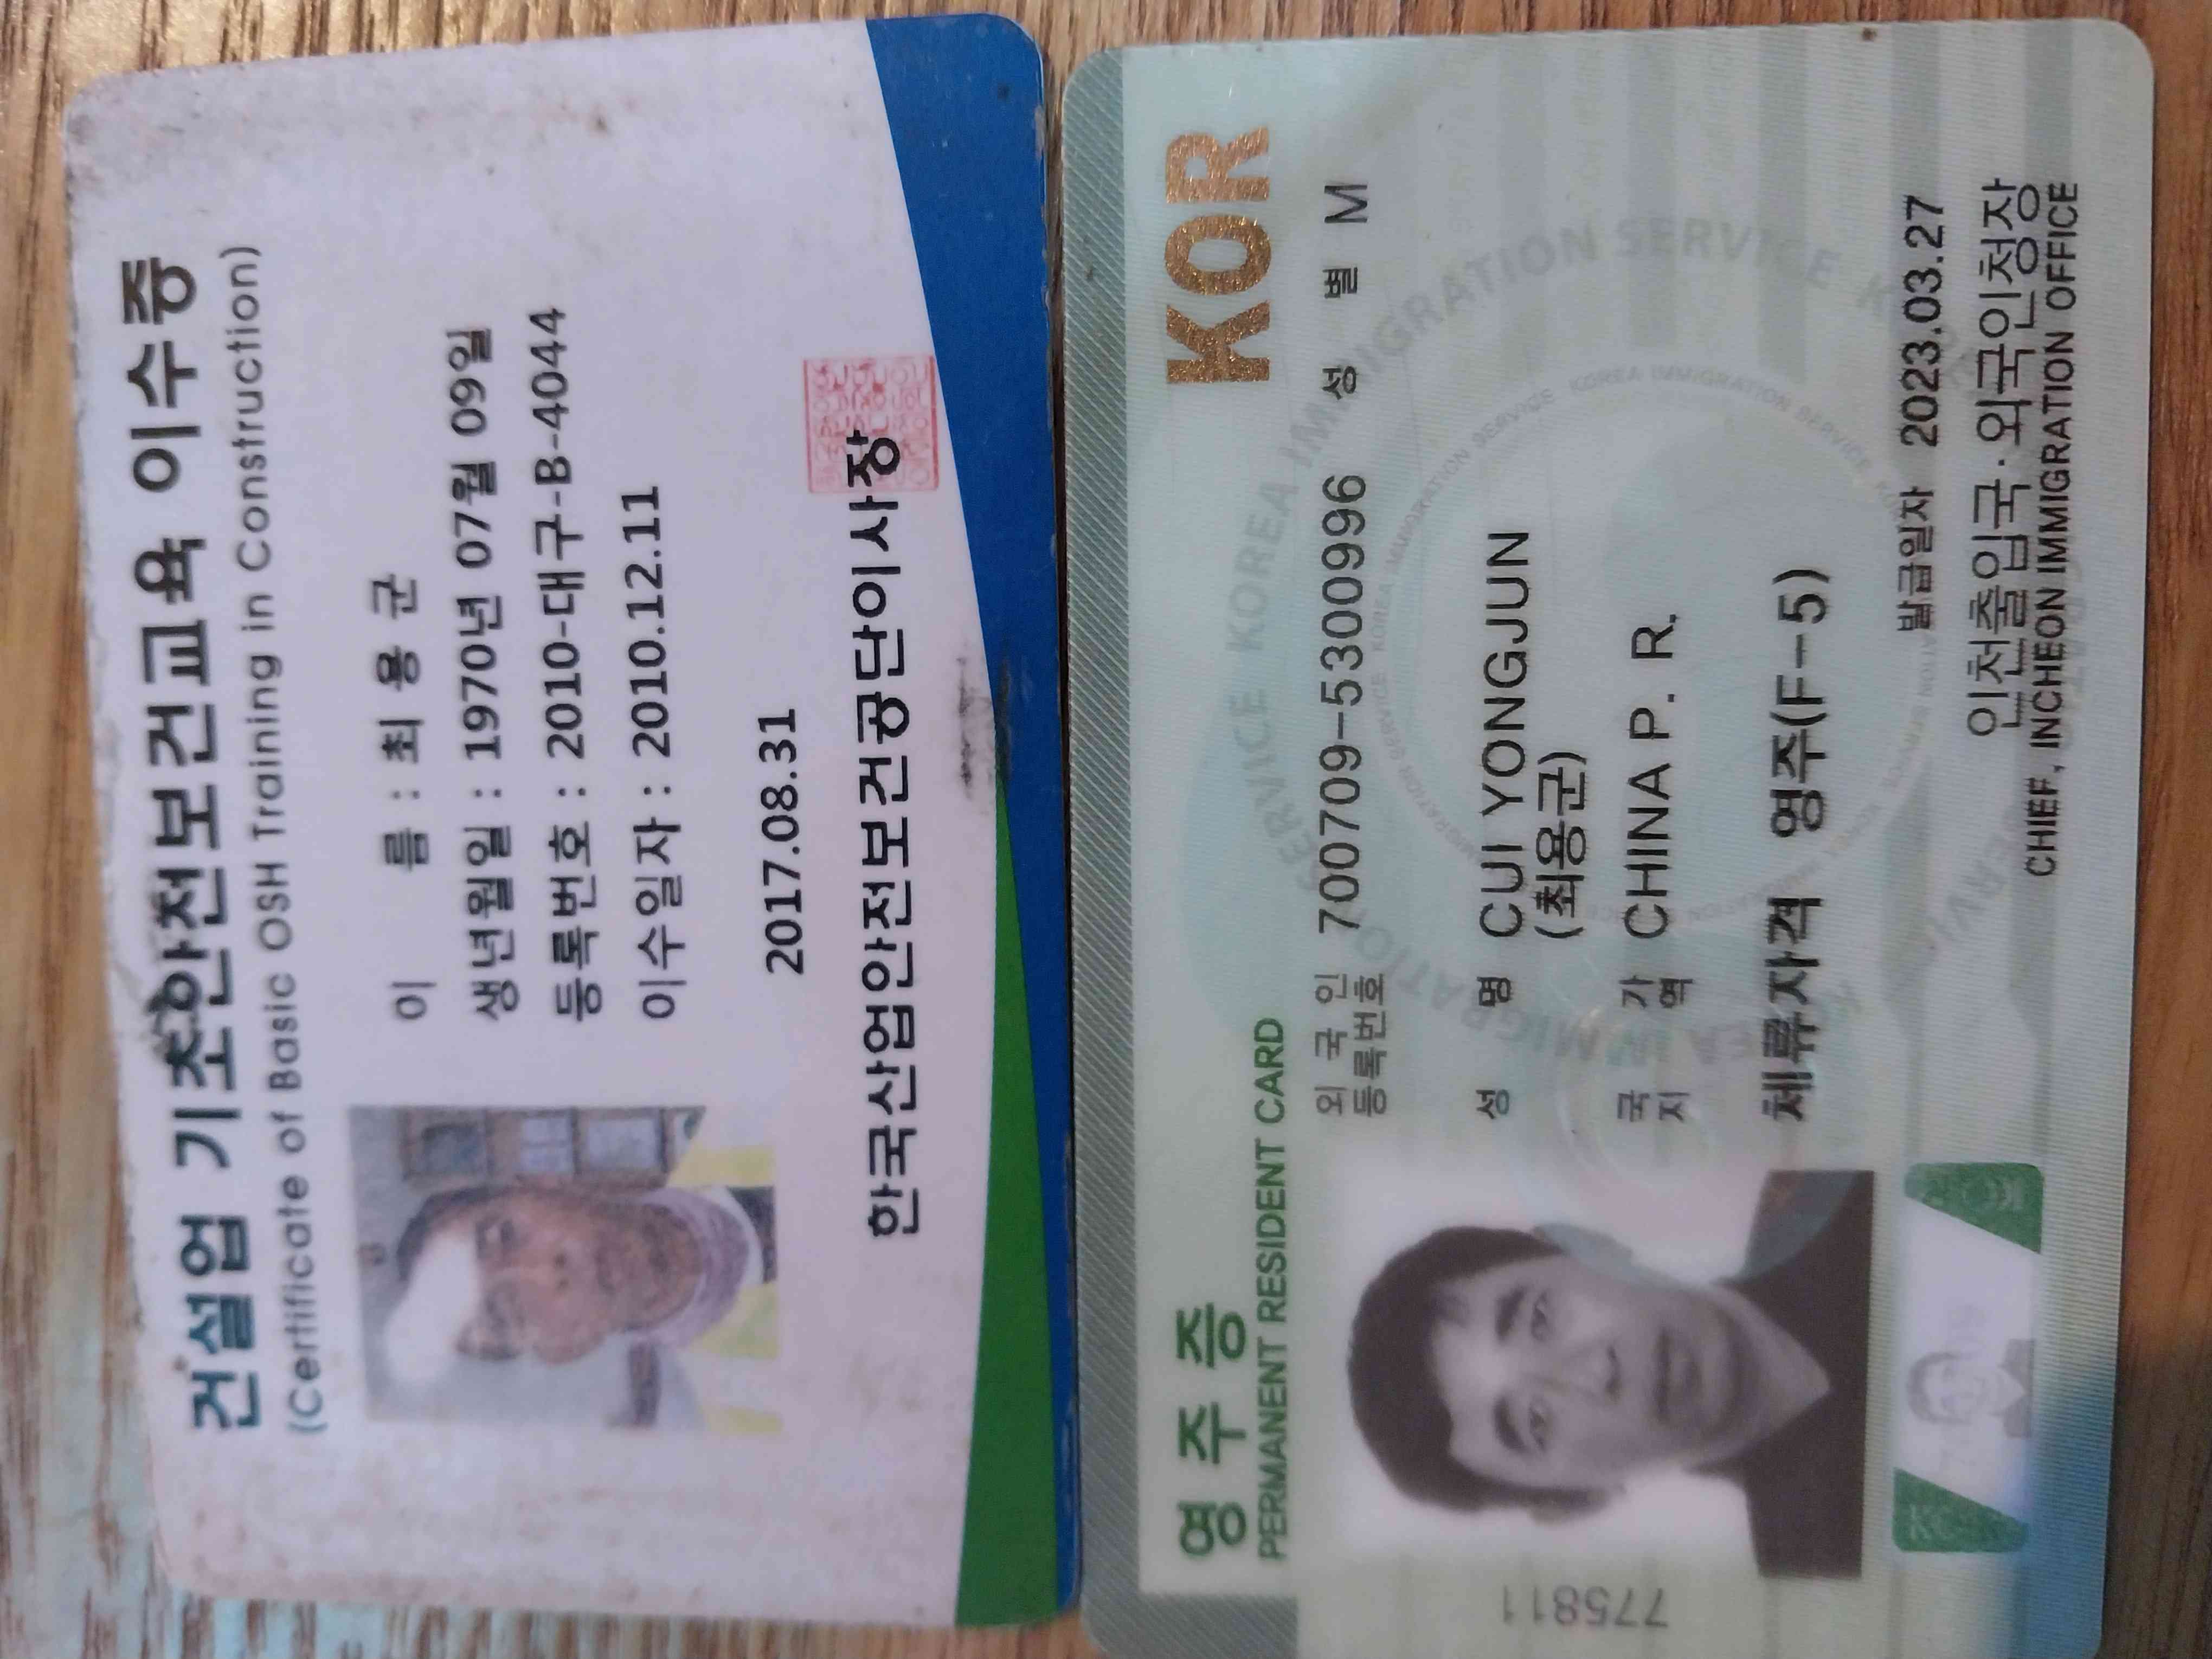 건설업 기초안전보건교육 이수증
(Certificate of Basic OSH Training in Construction)
이 름 : 최 용 군
생년월일 : 1970년 07월 09일
등록번호 : 2010-대구-B-4044
이수일자 : 2010.12.11
2017.08.31
한국산업안전보건공단이사장
영 주 증
PERMANENT RESIDENT CARD
KOR
외 국 인
등록번호
700709-5300996
성 별 M
성 명 CUI YONGJUN
(최용군)
국 가
지 역
CHINA P. R.
체류자격 영주(F-5)
발급일자 2023.03.27
인천출입국·외국인청장
CHIEF, INCHEON IMMIGRATION OFFICE
775811
KOREA IMMIGRATION SERVICE